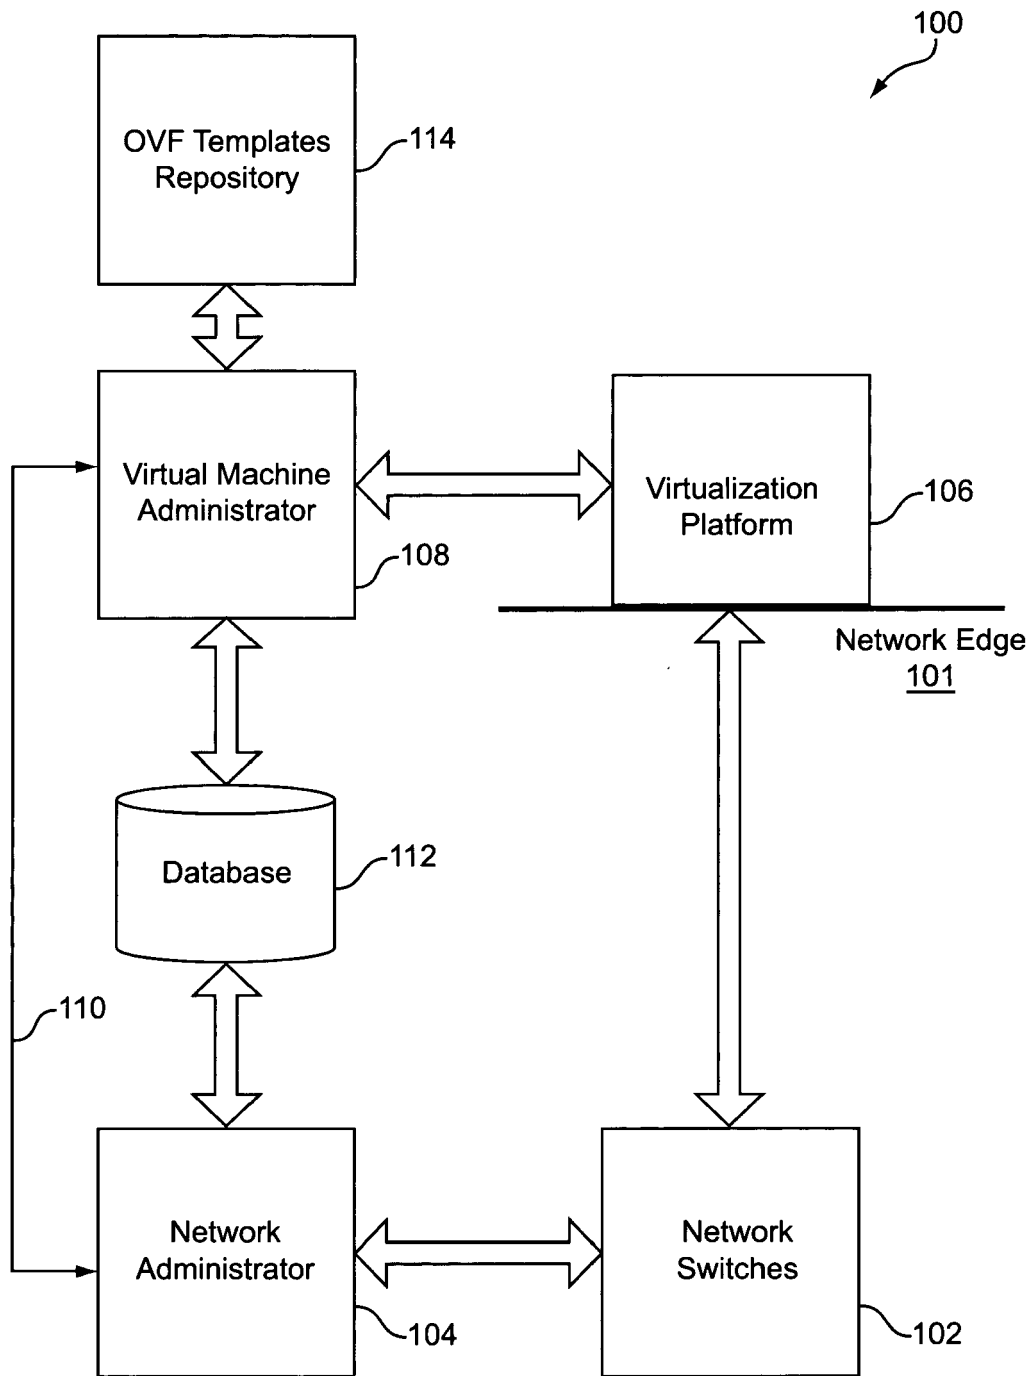 100
OVF Templates
Repository
114
Virtual Machine
Administrator
108
Virtualization
Platform
106
Network Edge
101
Database
112
110
Network
Administrator
104
Network
Switches
102